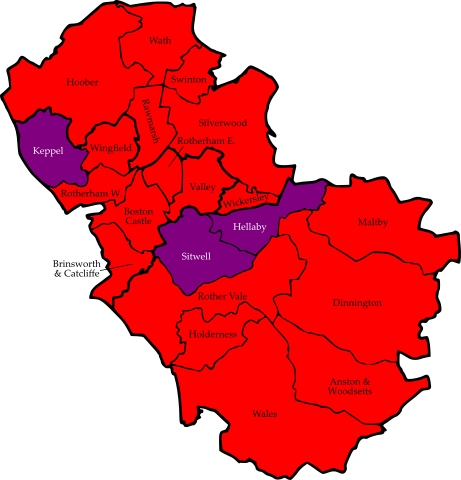 Wath
Hoober
Swinton
Rawmarsh
Silverwood
Rotherham E.
Keppel
Wingfield
Rotherham W.
Valley
Wickersley
Boston
Castle
Hellaby
Maltby
Sitwell
Brinsworth
& Catcliffe
Rother Vale
Dinnington
Holderness
Anston &
Woodsetts
Wales